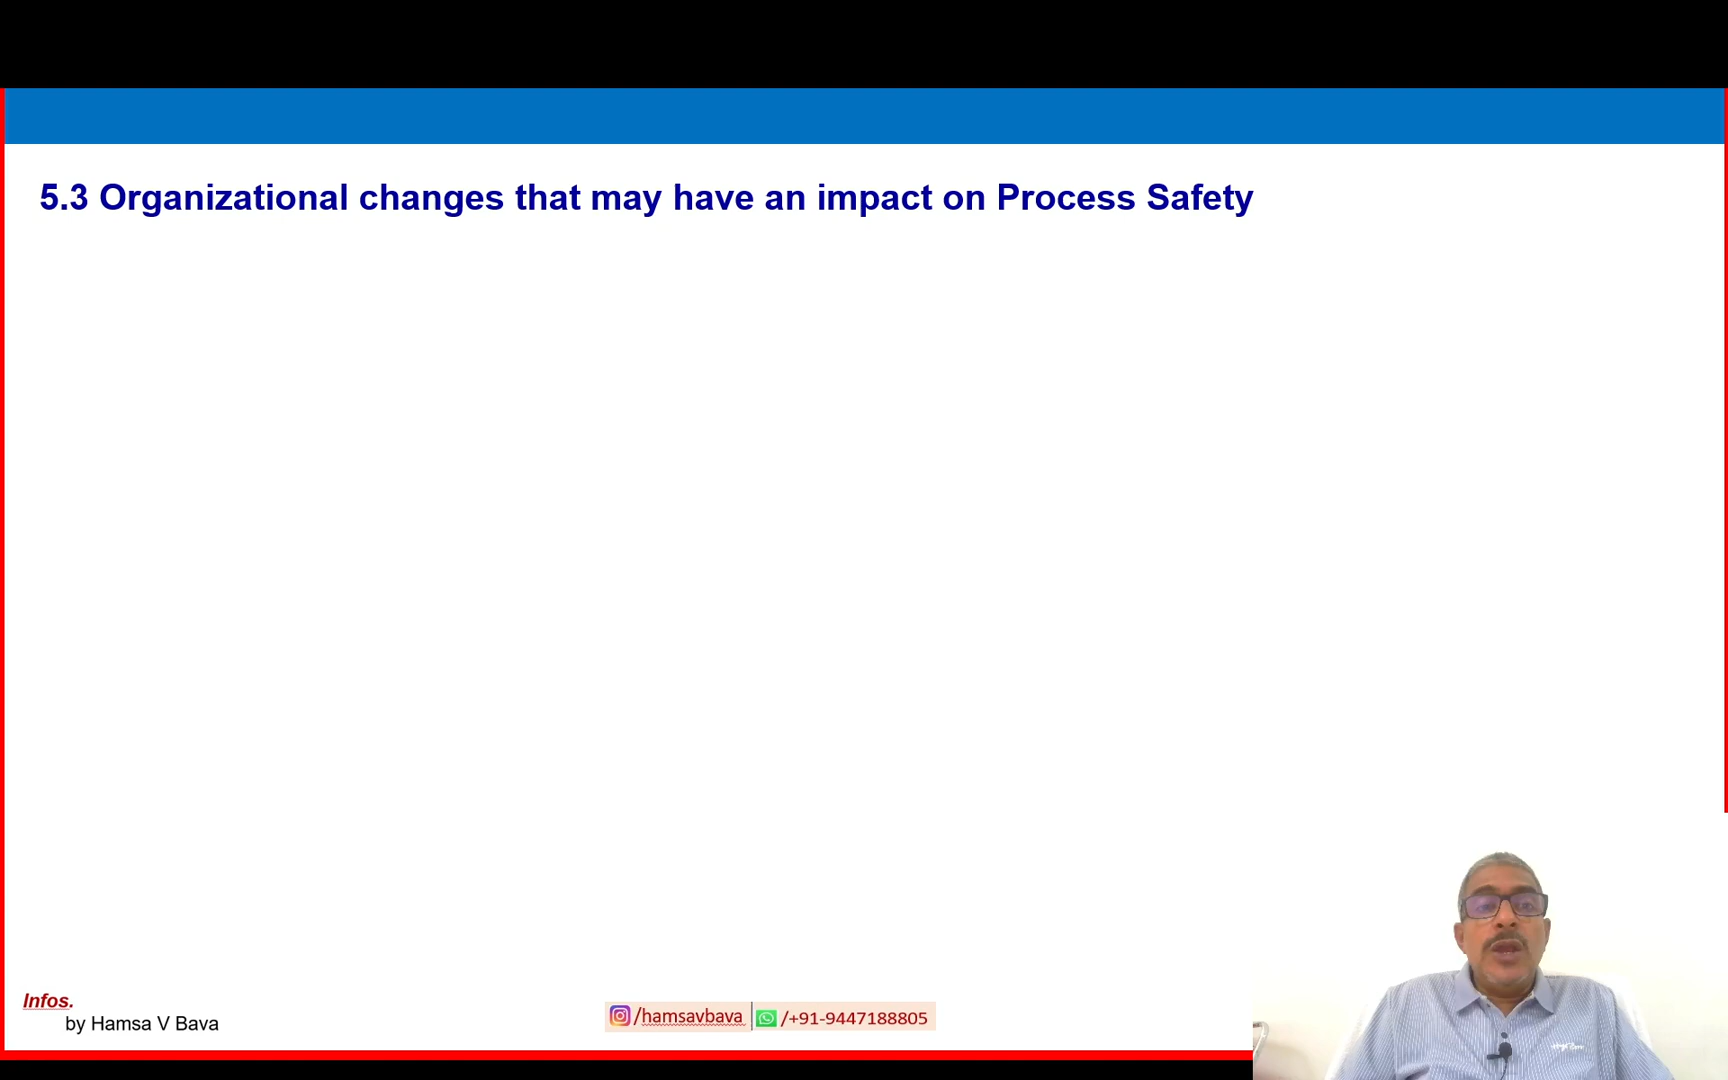 5.3 Organizational changes that may have an impact on Process Safety
Infos.
by Hamsa V Bava
/hamsavbava
/+91-9447188805